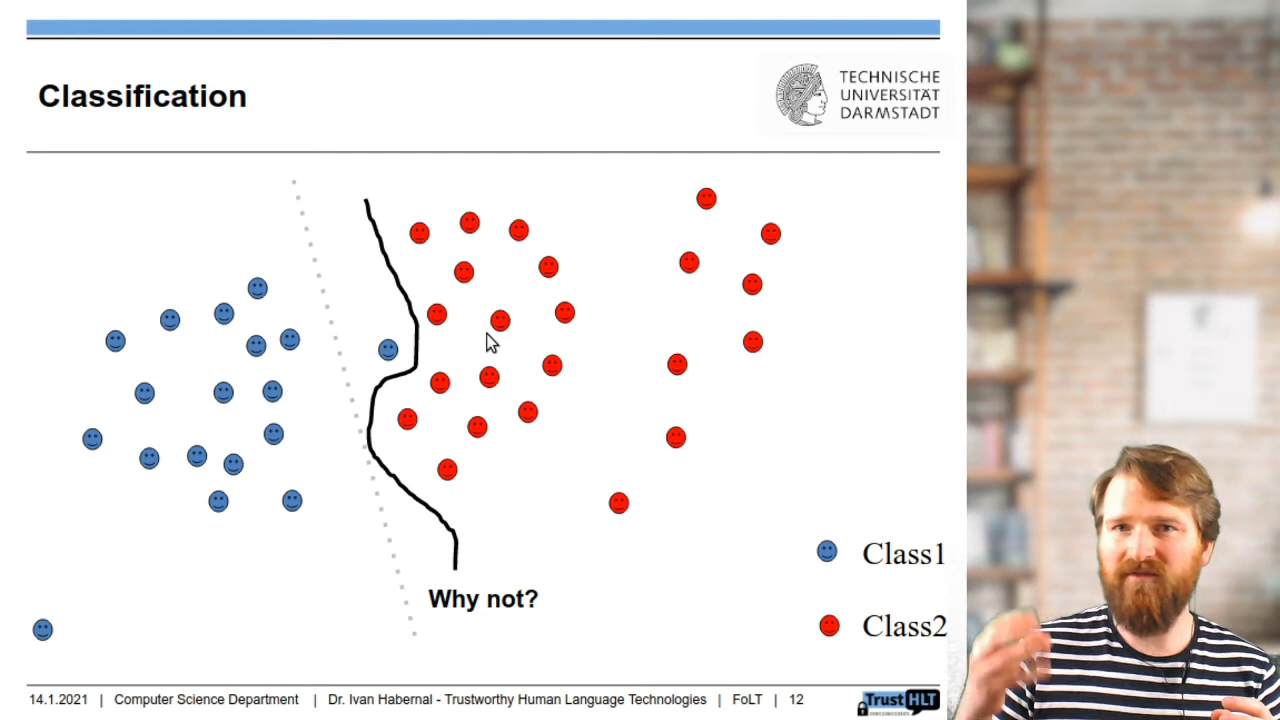 Classification
TECHNISCHE
UNIVERSITÄT
DARMSTADT
Why not?
Class1
Class2
14.1.2021 | Computer Science Department | Dr. Ivan Habernal - Trustworthy Human Language Technologies | FoLT | 12
TrustHLT